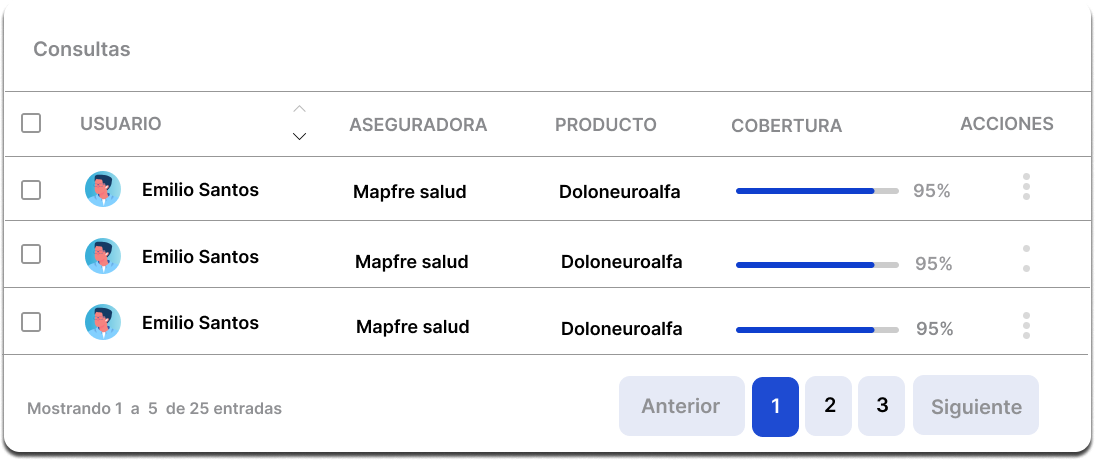 Consultas
USUARIO ASEGURADORA PRODUCTO COBERTURA ACCIONES
Emilio Santos Mapfre salud Doloneuroalfa 95%
Emilio Santos Mapfre salud Doloneuroalfa 95%
Emilio Santos Mapfre salud Doloneuroalfa 95%
Mostrando 1 a 5 de 25 entradas Anterior 1 2 3 Siguiente